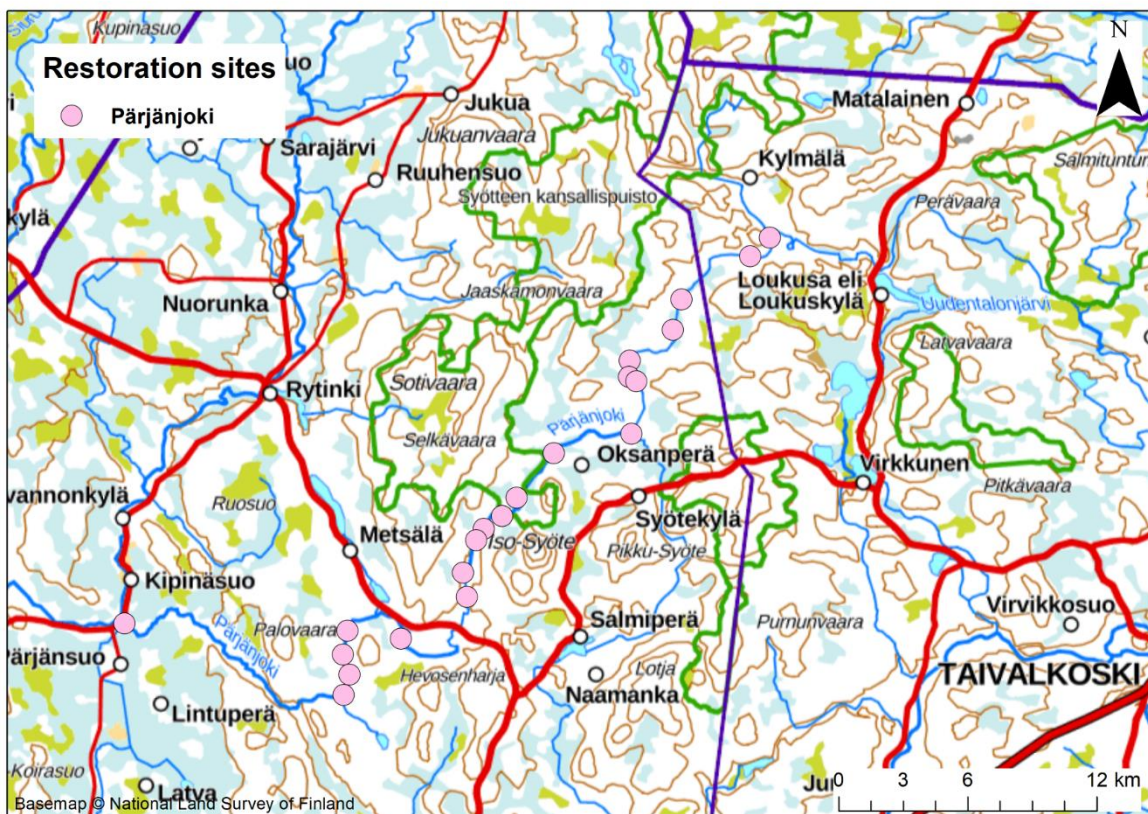 Kupinasuo
N
Restoration sites
uo
Pärjänjoki
Jukua
Matalainen
Jukuanvaara
Sarajärvi
Kylmälä
Ruuhensuo
Syötteen kansallispuisto
Perävaara
kylä
Loukusa eli
Loukuskylä
Nuorunka
Jaaskamonvaara
Uudentalonjärvi
Latvavaara
Rytinki
Sotivaara
Pärjänjoki
Selkävaara
Oksanperä
Virkkunen
Pitkävaara
vannonkylä
Ruosuo
Syötekylä
Metsälä
Iso-Syöte
Pikku-Syöte
Kipinäsuo
Virvikkosuo
Palovaara
Salmiperä
Purnunvaara
Pärjänjoki
Pärjänsuo
Hevosenharja
Lotja
Naamanka
TAIVALKOSKI
Lintuperä
-Koirasuo
Latva
0 3 6 12 km
Basemap © National Land Survey of Finland